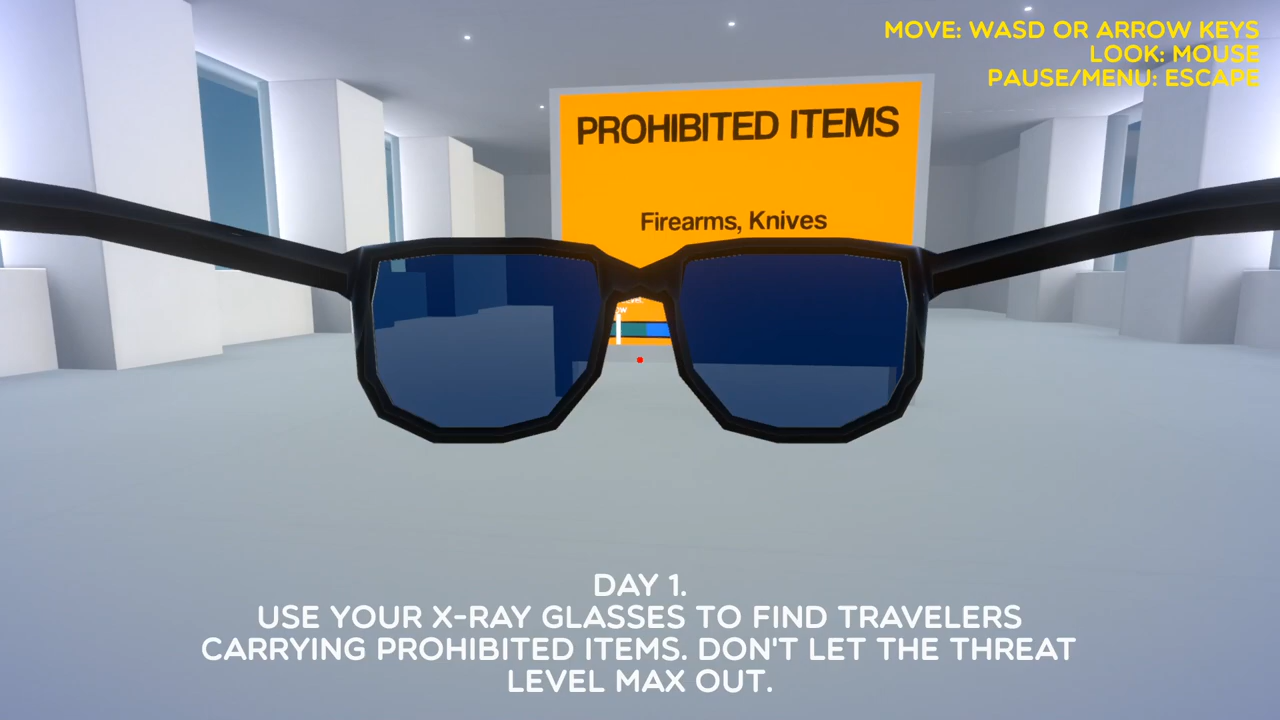 MOVE: WASD OR ARROW KEYS
LOOK: MOUSE
PAUSE/MENU: ESCAPE
PROHIBITED ITEMS
Firearms, Knives
DAY 1.
USE YOUR X-RAY GLASSES TO FIND TRAVELERS
CARRYING PROHIBITED ITEMS. DON'T LET THE THREAT
LEVEL MAX OUT.